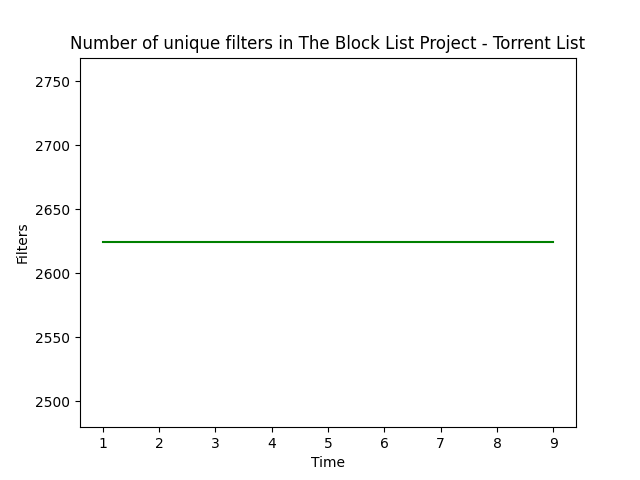 Number of unique filters in The Block List Project - Torrent List
2750
2700
2650
2600
2550
2500
Filters
1 2 3 4 5 6 7 8 9
Time